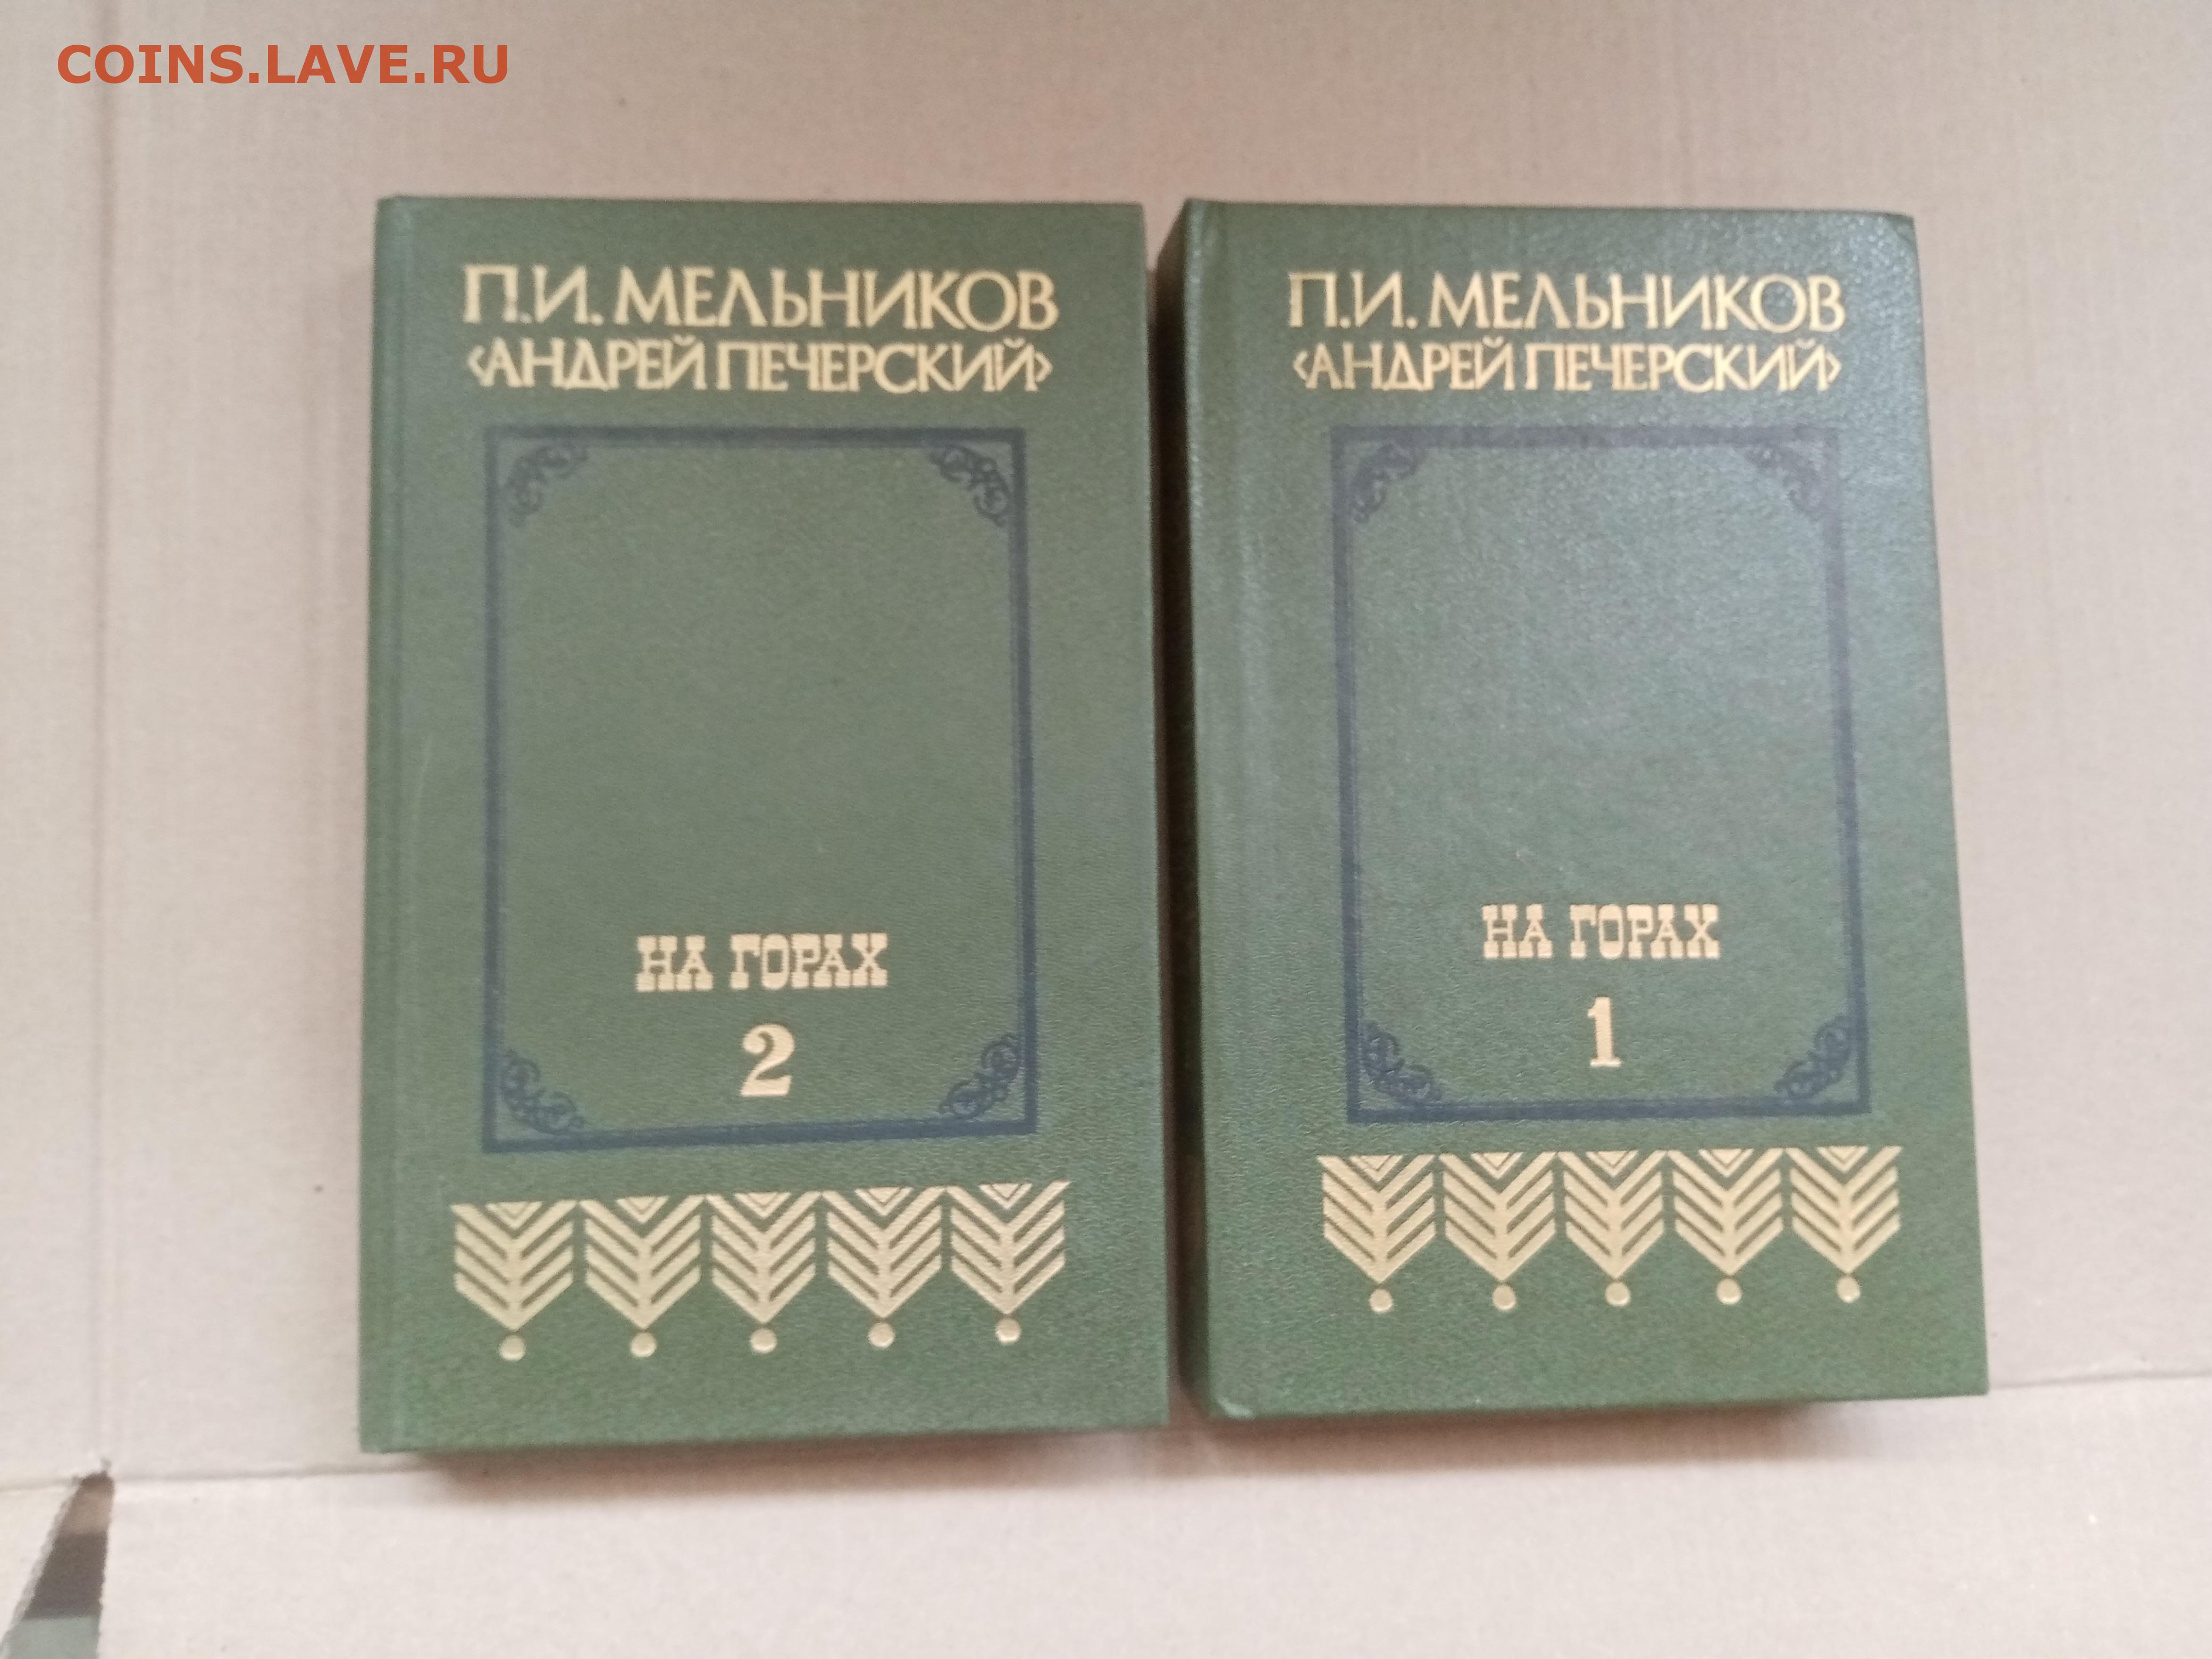 COINS.LAVE.RU
П.И. МЕЛЬНИКОВ
‹АНДРЕЙ ПЕЧЕРСКИЙ›
НА ГОРАХ
2
П.И. МЕЛЬНИКОВ
‹АНДРЕЙ ПЕЧЕРСКИЙ›
НА ГОРАХ
1